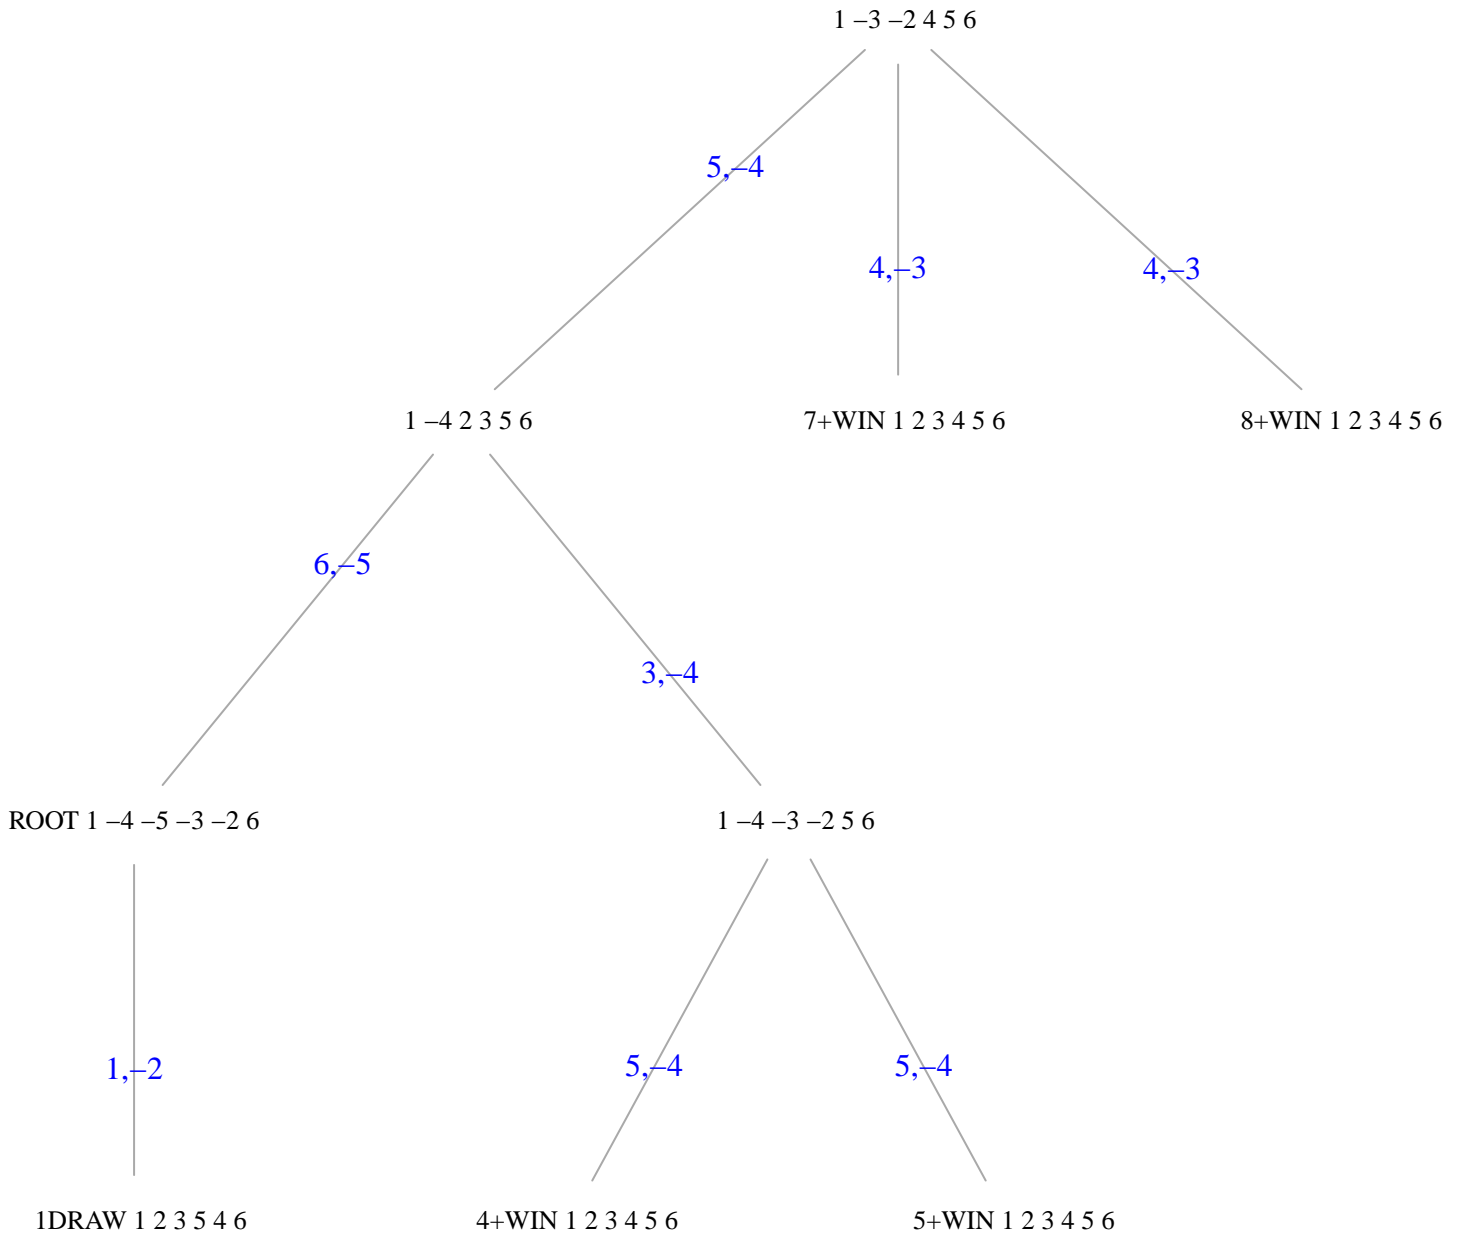 1 –3 –2 4 5 6
5,–4
4,–3
4,–3
1 –4 2 3 5 6
7+WIN 1 2 3 4 5 6
8+WIN 1 2 3 4 5 6
6,–5
3,–4
ROOT 1 –4 –5 –3 –2 6
1 –4 –3 –2 5 6
1,–2
5,–4
5,–4
1DRAW 1 2 3 5 4 6
4+WIN 1 2 3 4 5 6
5+WIN 1 2 3 4 5 6